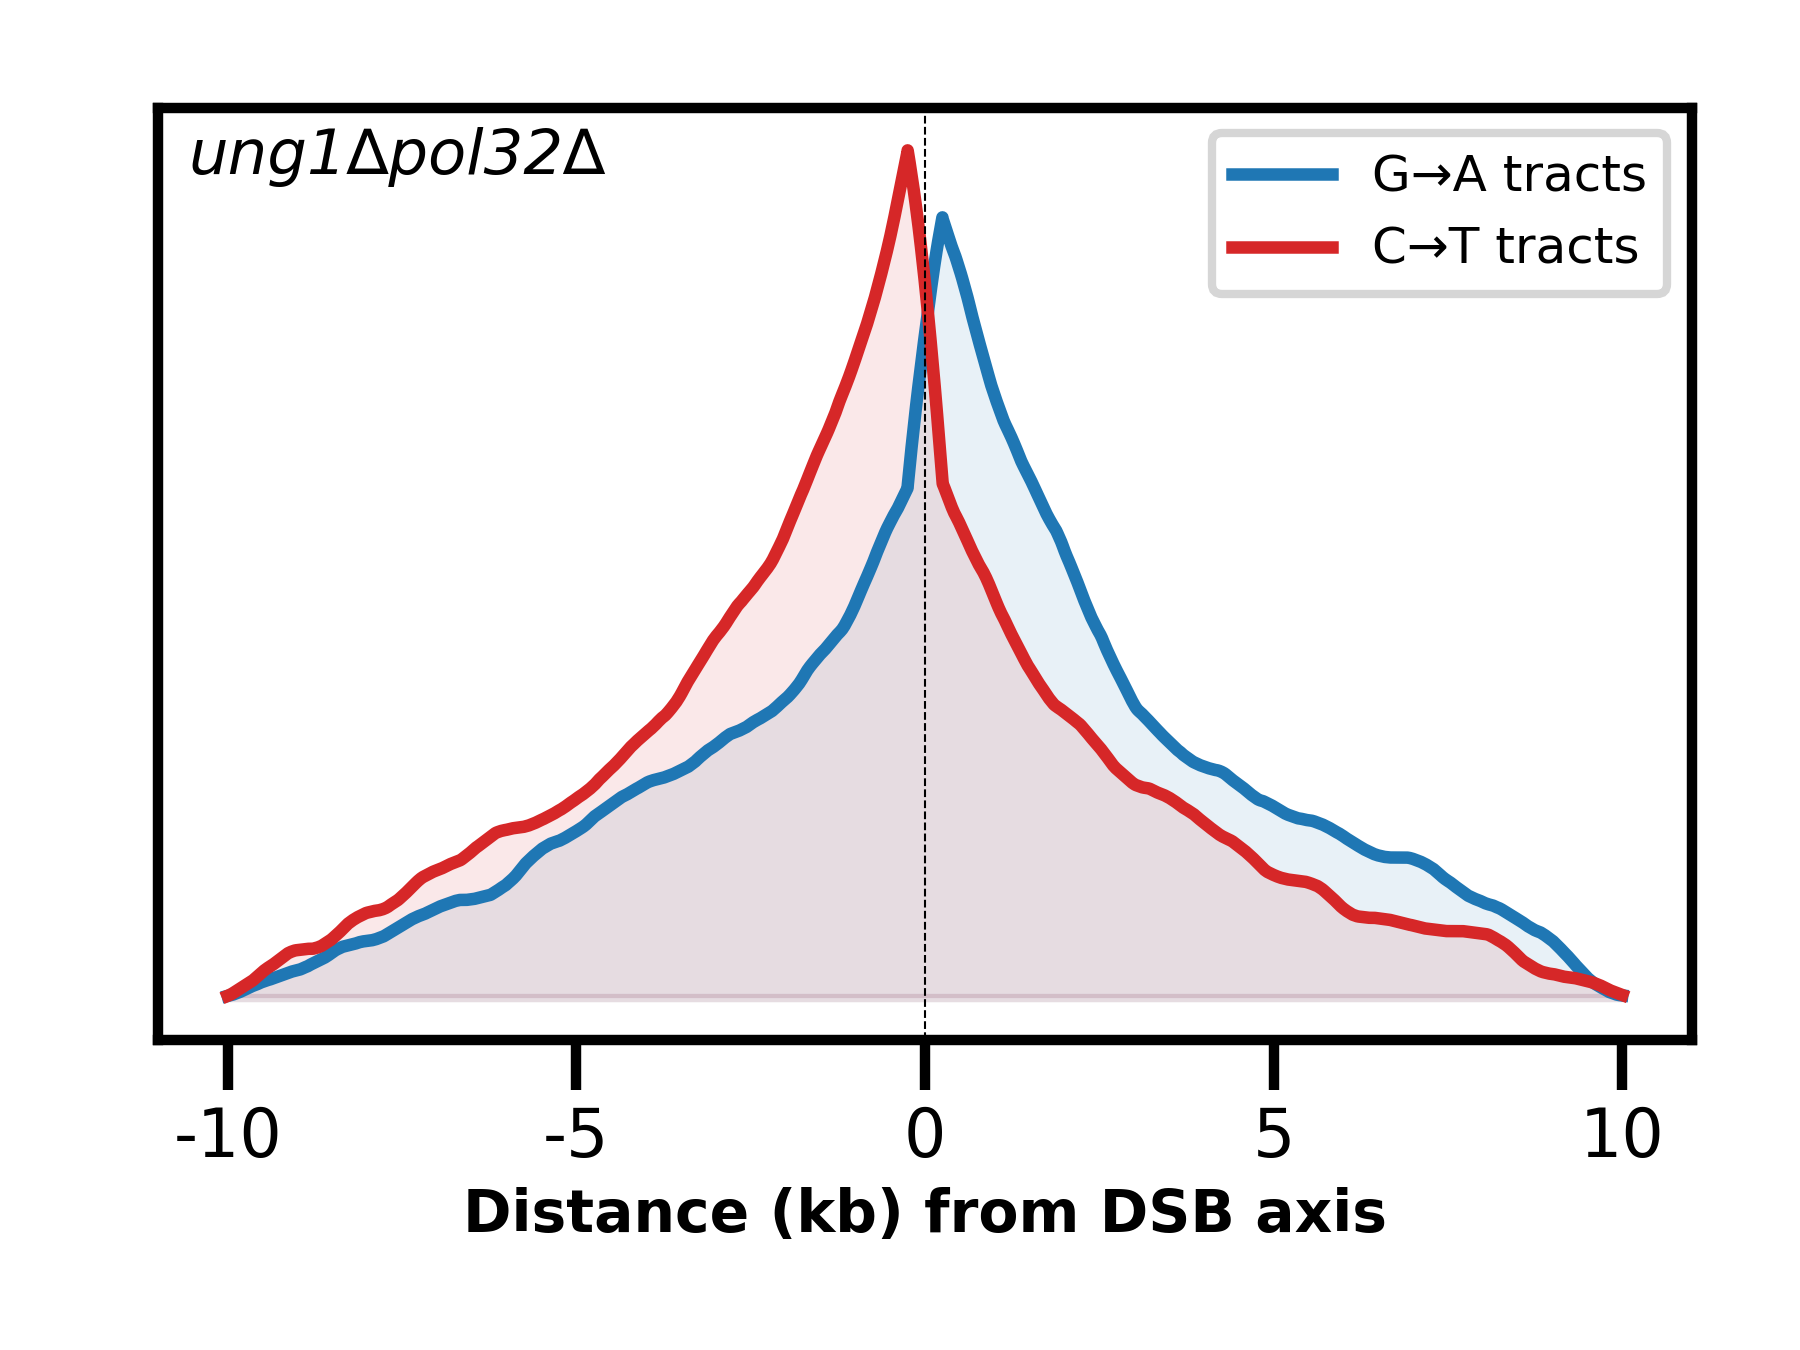 ung1Δpol32Δ
G→A tracts
C→T tracts
-10 -5 0 5 10
Distance (kb) from DSB axis